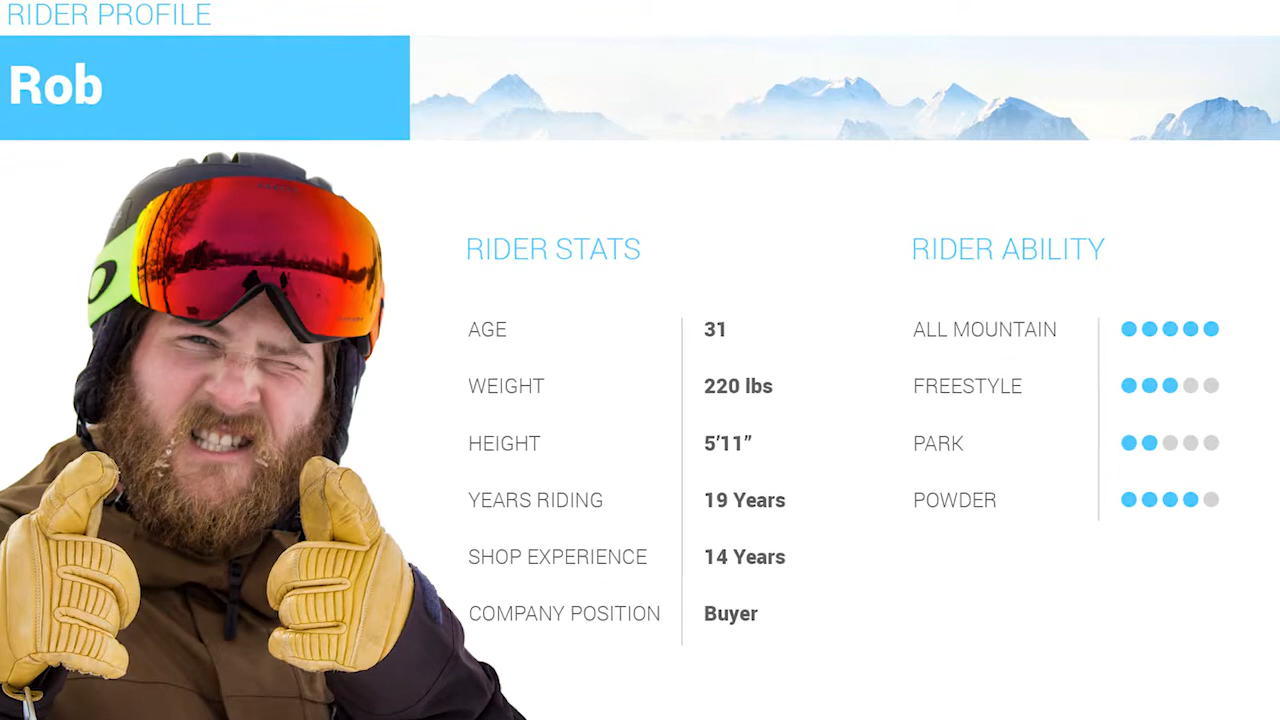 RIDER PROFILE
Rob
RIDER STATS
AGE 31
WEIGHT 220 lbs
HEIGHT 5’11”
YEARS RIDING 19 Years
SHOP EXPERIENCE 14 Years
COMPANY POSITION Buyer
RIDER ABILITY
ALL MOUNTAIN
FREESTYLE
PARK
POWDER